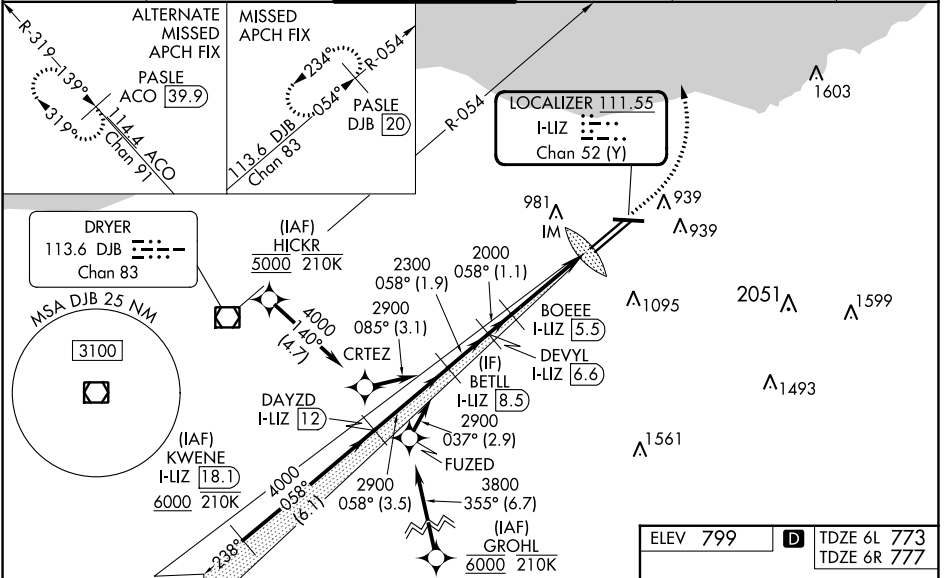 ALTERNATE
MISSED
APCH FIX
R-319
139°
319°
PASLE
ACO 39.9
114.4 ACO
Chan 91
MISSED
APCH FIX
234°
054°
R-054
PASLE
DJB 20
113.6 DJB
Chan 83
R-054
LOCALIZER 111.55
I-LIZ
Chan 52 (Y)
1603
DRYER
113.6 DJB
Chan 83
(IAF)
HICKR
5000 210K
4000
140°
(4.7)
2900
085° (3.1)
CRTEZ
2300
058° (1.9)
2000
058° (1.1)
981
IM
939
939
1095
2051
1599
1493
1561
BOEEE
I-LIZ 5.5
DEVYL
I-LIZ 6.6
(IF)
BETLL
I-LIZ 8.5
2900
037° (2.9)
FUZED
MSA DJB 25 NM
3100
DAYZD
I-LIZ 12
(IAF)
KWENE
I-LIZ 18.1
6000 210K
4000
058°
(6.1)
238°
2900
058° (3.5)
3800
355° (6.7)
(IAF)
GROHL
6000 210K
ELEV 799
D
TDZE 6L 773
TDZE 6R 777